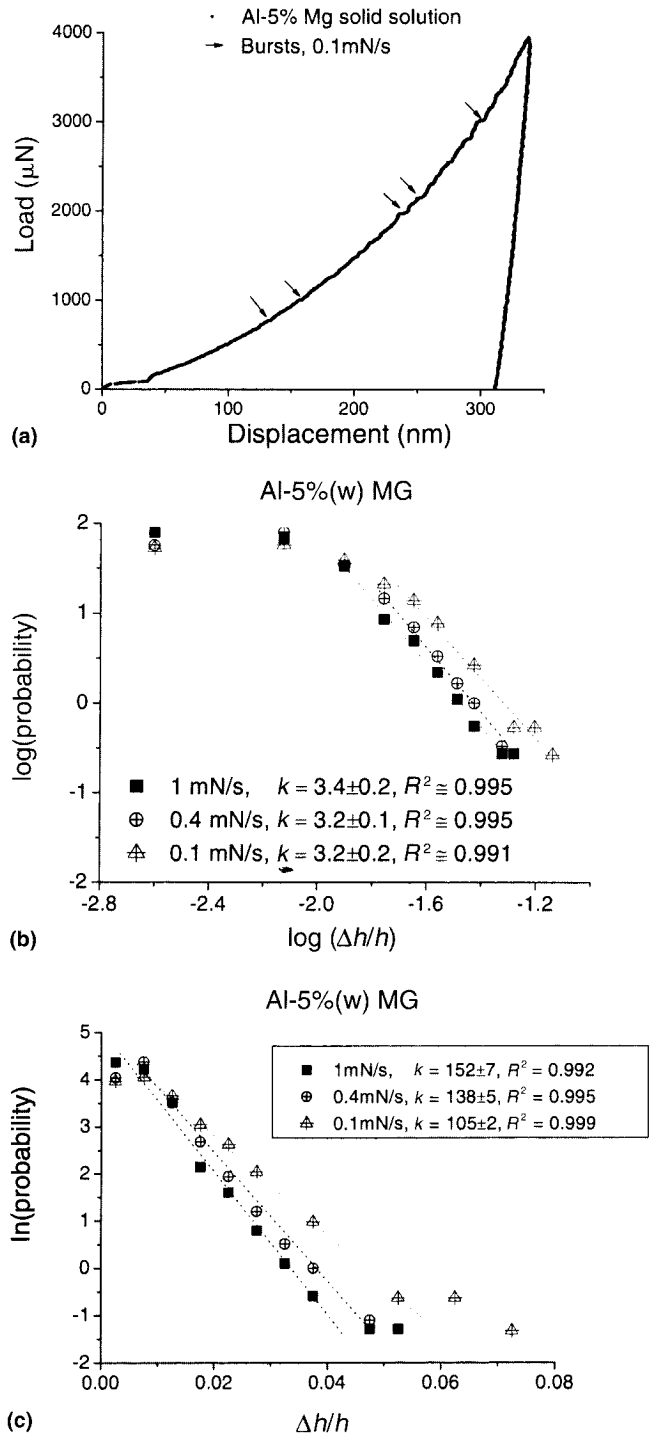 Al-5% Mg solid solution
Bursts, 0.1mN/s
4000
3000
2000
1000
0
Load (μN)
0 100 200 300
Displacement (nm)
(a)
Al-5%(w) MG
2
1
0
-1
-2
log(probability)
1 mN/s, k = 3.4±0.2, R² ≅ 0.995
0.4 mN/s, k = 3.2±0.1, R² ≅ 0.995
0.1 mN/s, k = 3.2±0.2, R² ≅ 0.991
-2.8 -2.4 -2.0 -1.6 -1.2
log (Δh/h)
(b)
Al-5%(w) MG
5
4
3
2
1
0
-1
-2
ln(probability)
1mN/s, k = 152±7, R² = 0.992
0.4mN/s, k = 138±5, R² = 0.995
0.1mN/s, k = 105±2, R² = 0.999
0.00 0.02 0.04 0.06 0.08
Δh/h
(c)